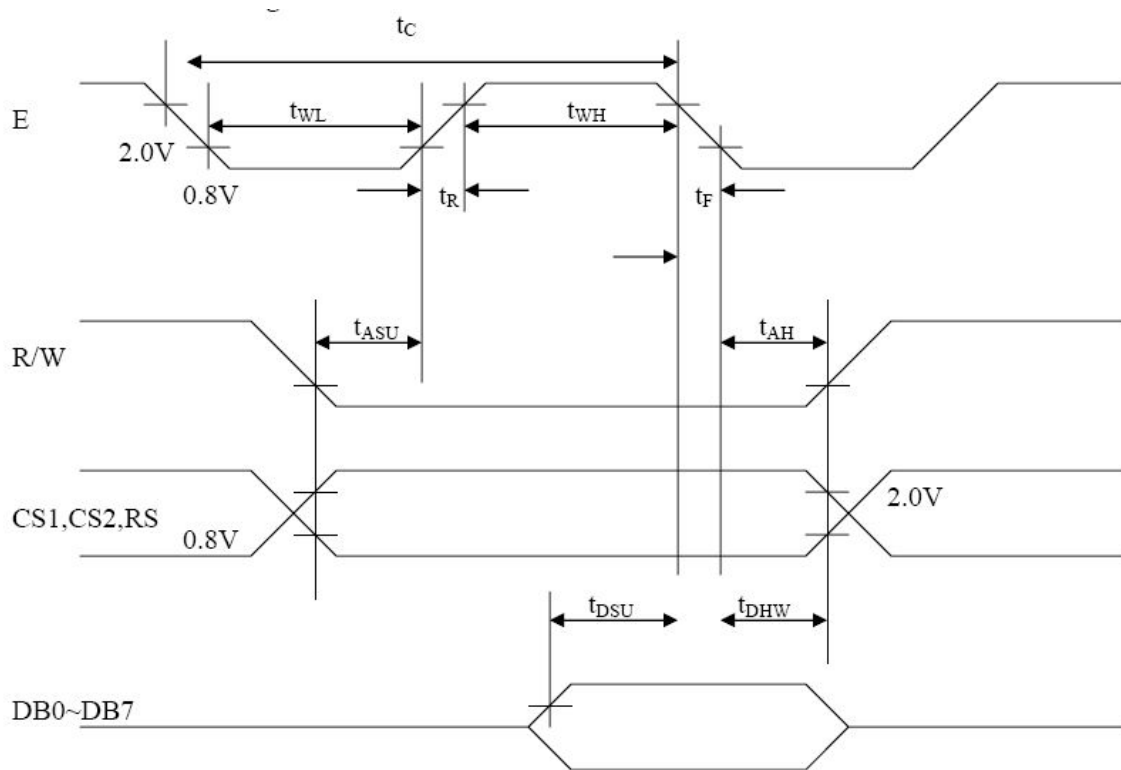 tC
E
tWL
tWH
2.0V
0.8V
tR
tF
tASU
tAH
R/W
2.0V
CS1,CS2,RS
0.8V
tDSU
tDHW
DB0~DB7